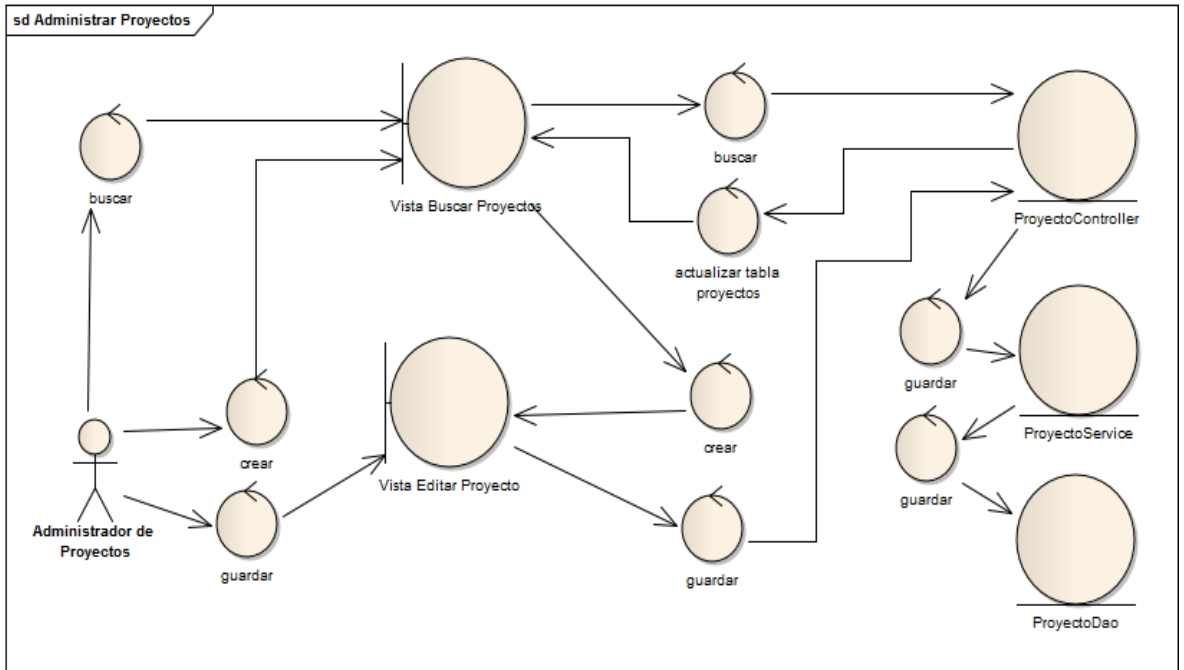 sd Administrar Proyectos
buscar
Vista Buscar Proyectos
buscar
actualizar tabla
proyectos
ProyectoController
guardar
ProyectoService
guardar
ProyectoDao
crear
Vista Editar Proyecto
crear
guardar
guardar
Administrador de
Proyectos